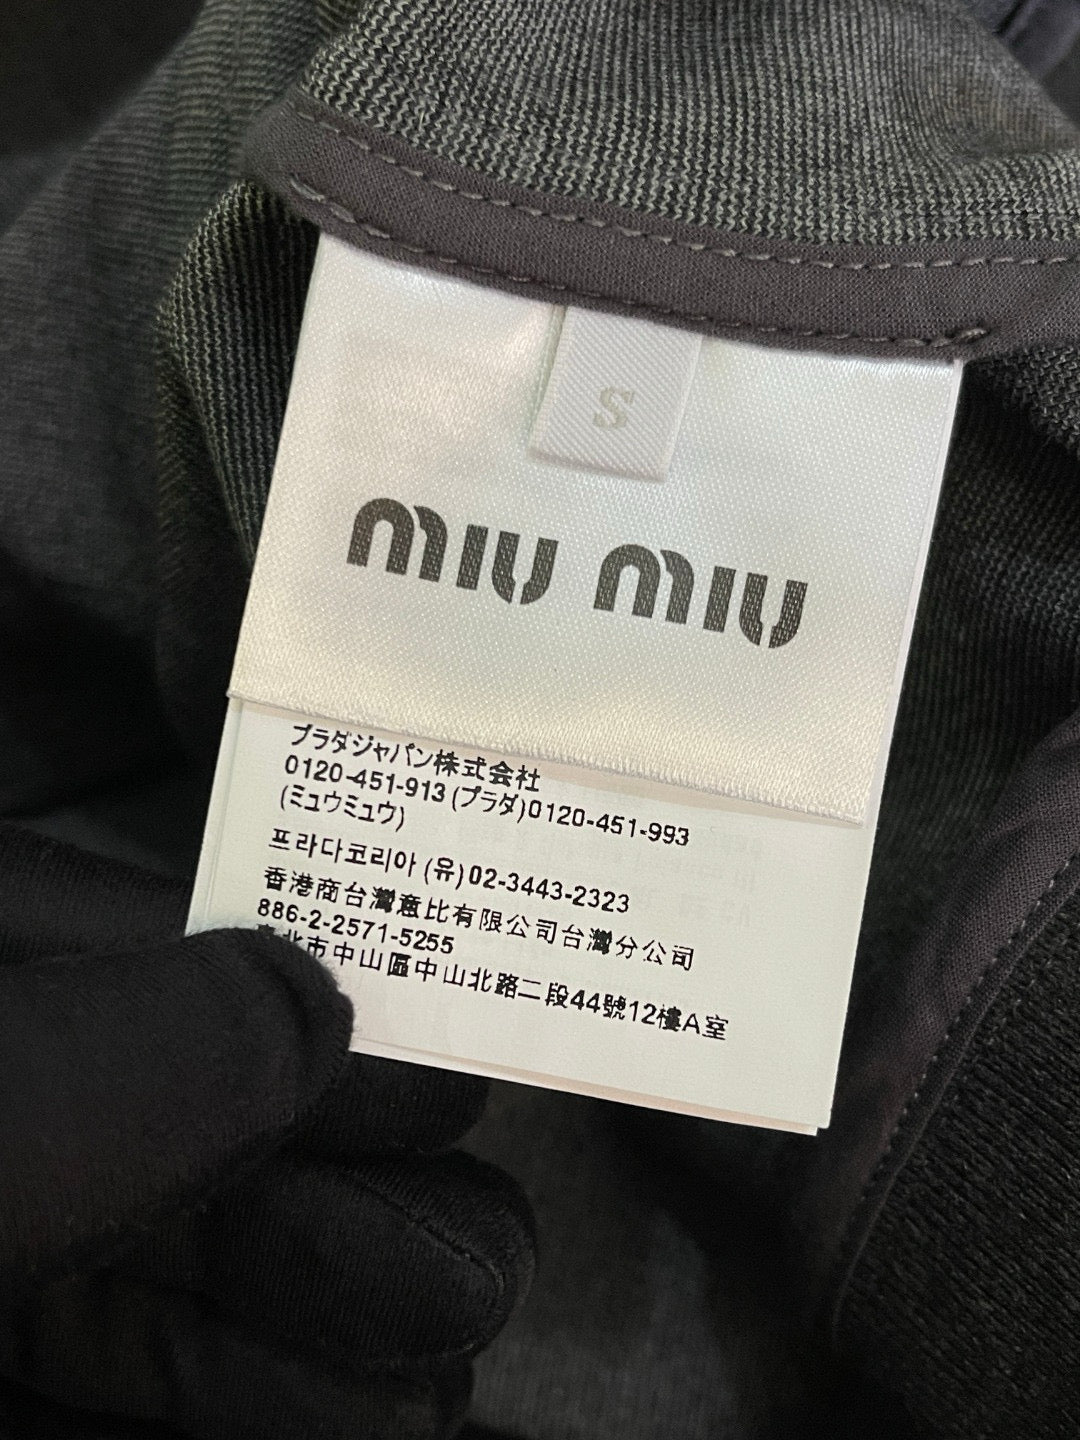 S
miu miu
プラダジャパン株式会社
0120-451-913 (プラダ)0120-451-993
(ミュウミュウ)
프라다코리아 (유) 02-3443-2323
香港商台灣意比有限公司台灣分公司
886-2-2571-5255
北市中山區中山北路二段44號12樓A室